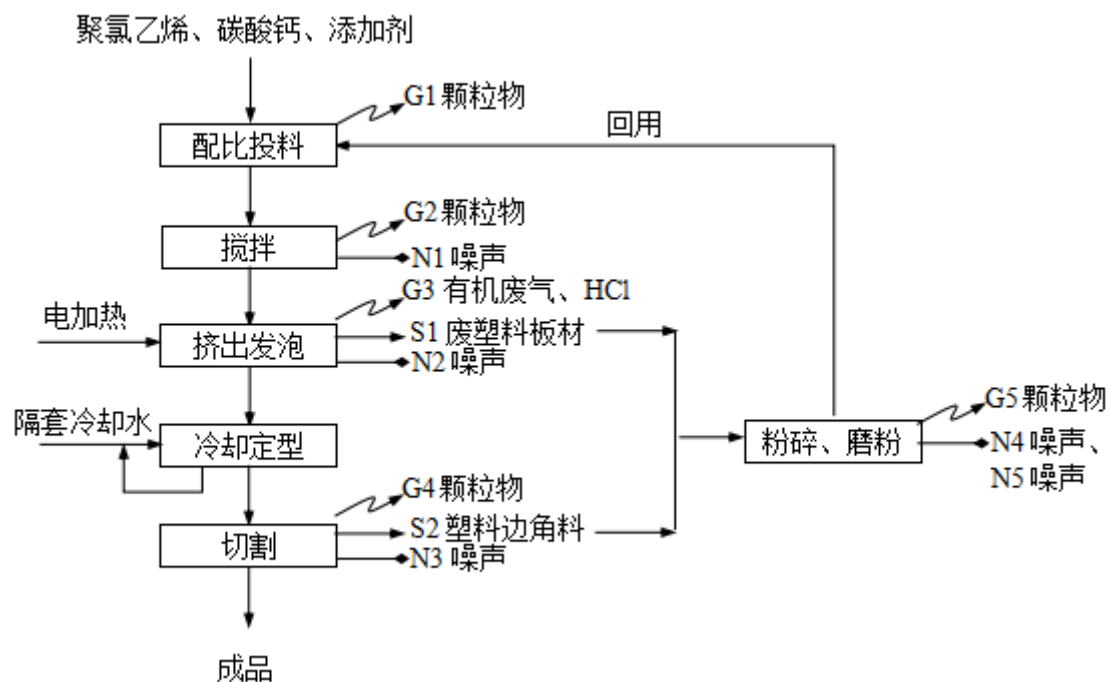 聚氯乙烯、碳酸钙、添加剂
G1颗粒物
回用
配比投料
G2颗粒物
搅拌
N1噪声
G3有机废气、HCl
电加热
S1废塑料板材
挤出发泡
N2噪声
隔套冷却水
冷却定型
G5颗粒物
粉碎、磨粉
N4噪声、
N5噪声
G4颗粒物
S2塑料边角料
切割
N3噪声
成品